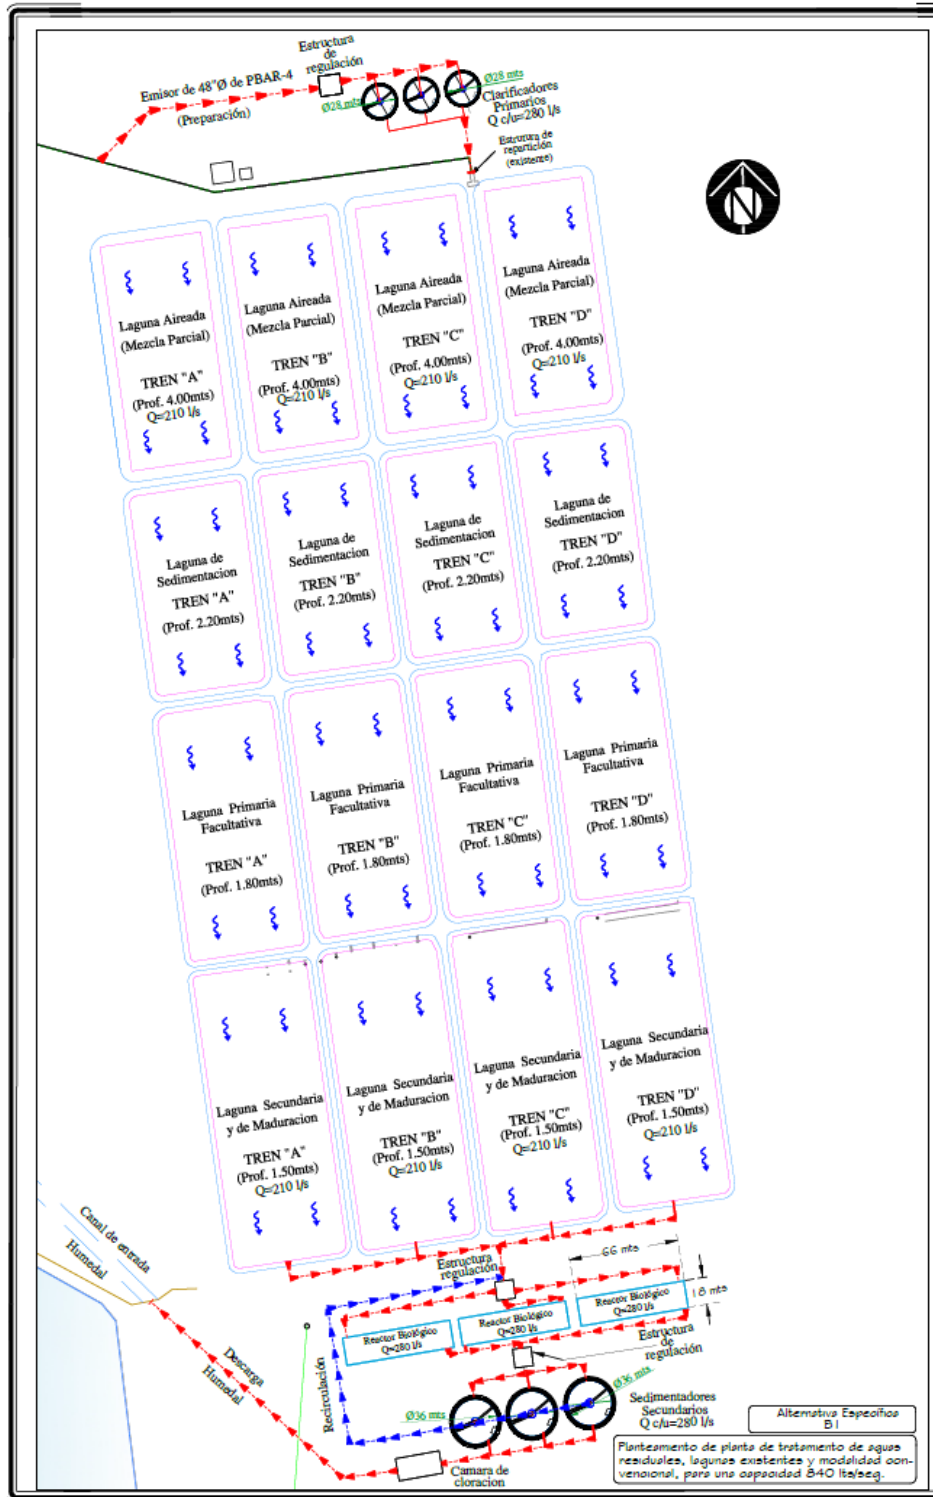 Estructura
de
regulación
Emisor de 48"Ø de PBAR-4
(Preparación)
Ø28 mts
Ø28 mts
Clarificadores
Primarios
Q c/u=280 l/s
Estrutura de
repartición
(existente)
N
Laguna Aireada
(Mezcla Parcial)
TREN "A"
(Prof. 4.00mts)
Q=210 l/s
Laguna Aireada
(Mezcla Parcial)
TREN "B"
(Prof. 4.00mts)
Q=210 l/s
Laguna Aireada
(Mezcla Parcial)
TREN "C"
(Prof. 4.00mts)
Q=210 l/s
Laguna Aireada
(Mezcla Parcial)
TREN "D"
(Prof. 4.00mts)
Q=210 l/s
Laguna de
Sedimentacion
TREN "A"
(Prof. 2.20mts)
Laguna de
Sedimentacion
TREN "B"
(Prof. 2.20mts)
Laguna de
Sedimentacion
TREN "C"
(Prof. 2.20mts)
Laguna de
Sedimentacion
TREN "D"
(Prof. 2.20mts)
Laguna Primaria
Facultativa
TREN "A"
(Prof. 1.80mts)
Laguna Primaria
Facultativa
TREN "B"
(Prof. 1.80mts)
Laguna Primaria
Facultativa
TREN "C"
(Prof. 1.80mts)
Laguna Primaria
Facultativa
TREN "D"
(Prof. 1.80mts)
Laguna Secundaria
y de Maduracion
TREN "A"
(Prof. 1.50mts)
Q=210 l/s
Laguna Secundaria
y de Maduracion
TREN "B"
(Prof. 1.50mts)
Q=210 l/s
Laguna Secundaria
y de Maduracion
TREN "C"
(Prof. 1.50mts)
Q=210 l/s
Laguna Secundaria
y de Maduracion
TREN "D"
(Prof. 1.50mts)
Q=210 l/s
Canal de entrada
Humedal
Estructura
regulación
66 mts
18 mts
Reactor Biológico
Q=280 l/s
Reactor Biológico
Q=280 l/s
Reactor Biológico
Q=280 l/s
Estructura
de
regulación
Recirculación
Descarga
Humedal
Ø36 mts
Ø36 mts
Sedimentadores
Secundarios
Q c/u=280 l/s
Camara de
cloracion
Alternativa Específica
B1
Planteamiento de planta de tratamiento de aguas
residuales, lagunas existentes y modalidad con-
vencional, para una capacidad 840 lts/seg.